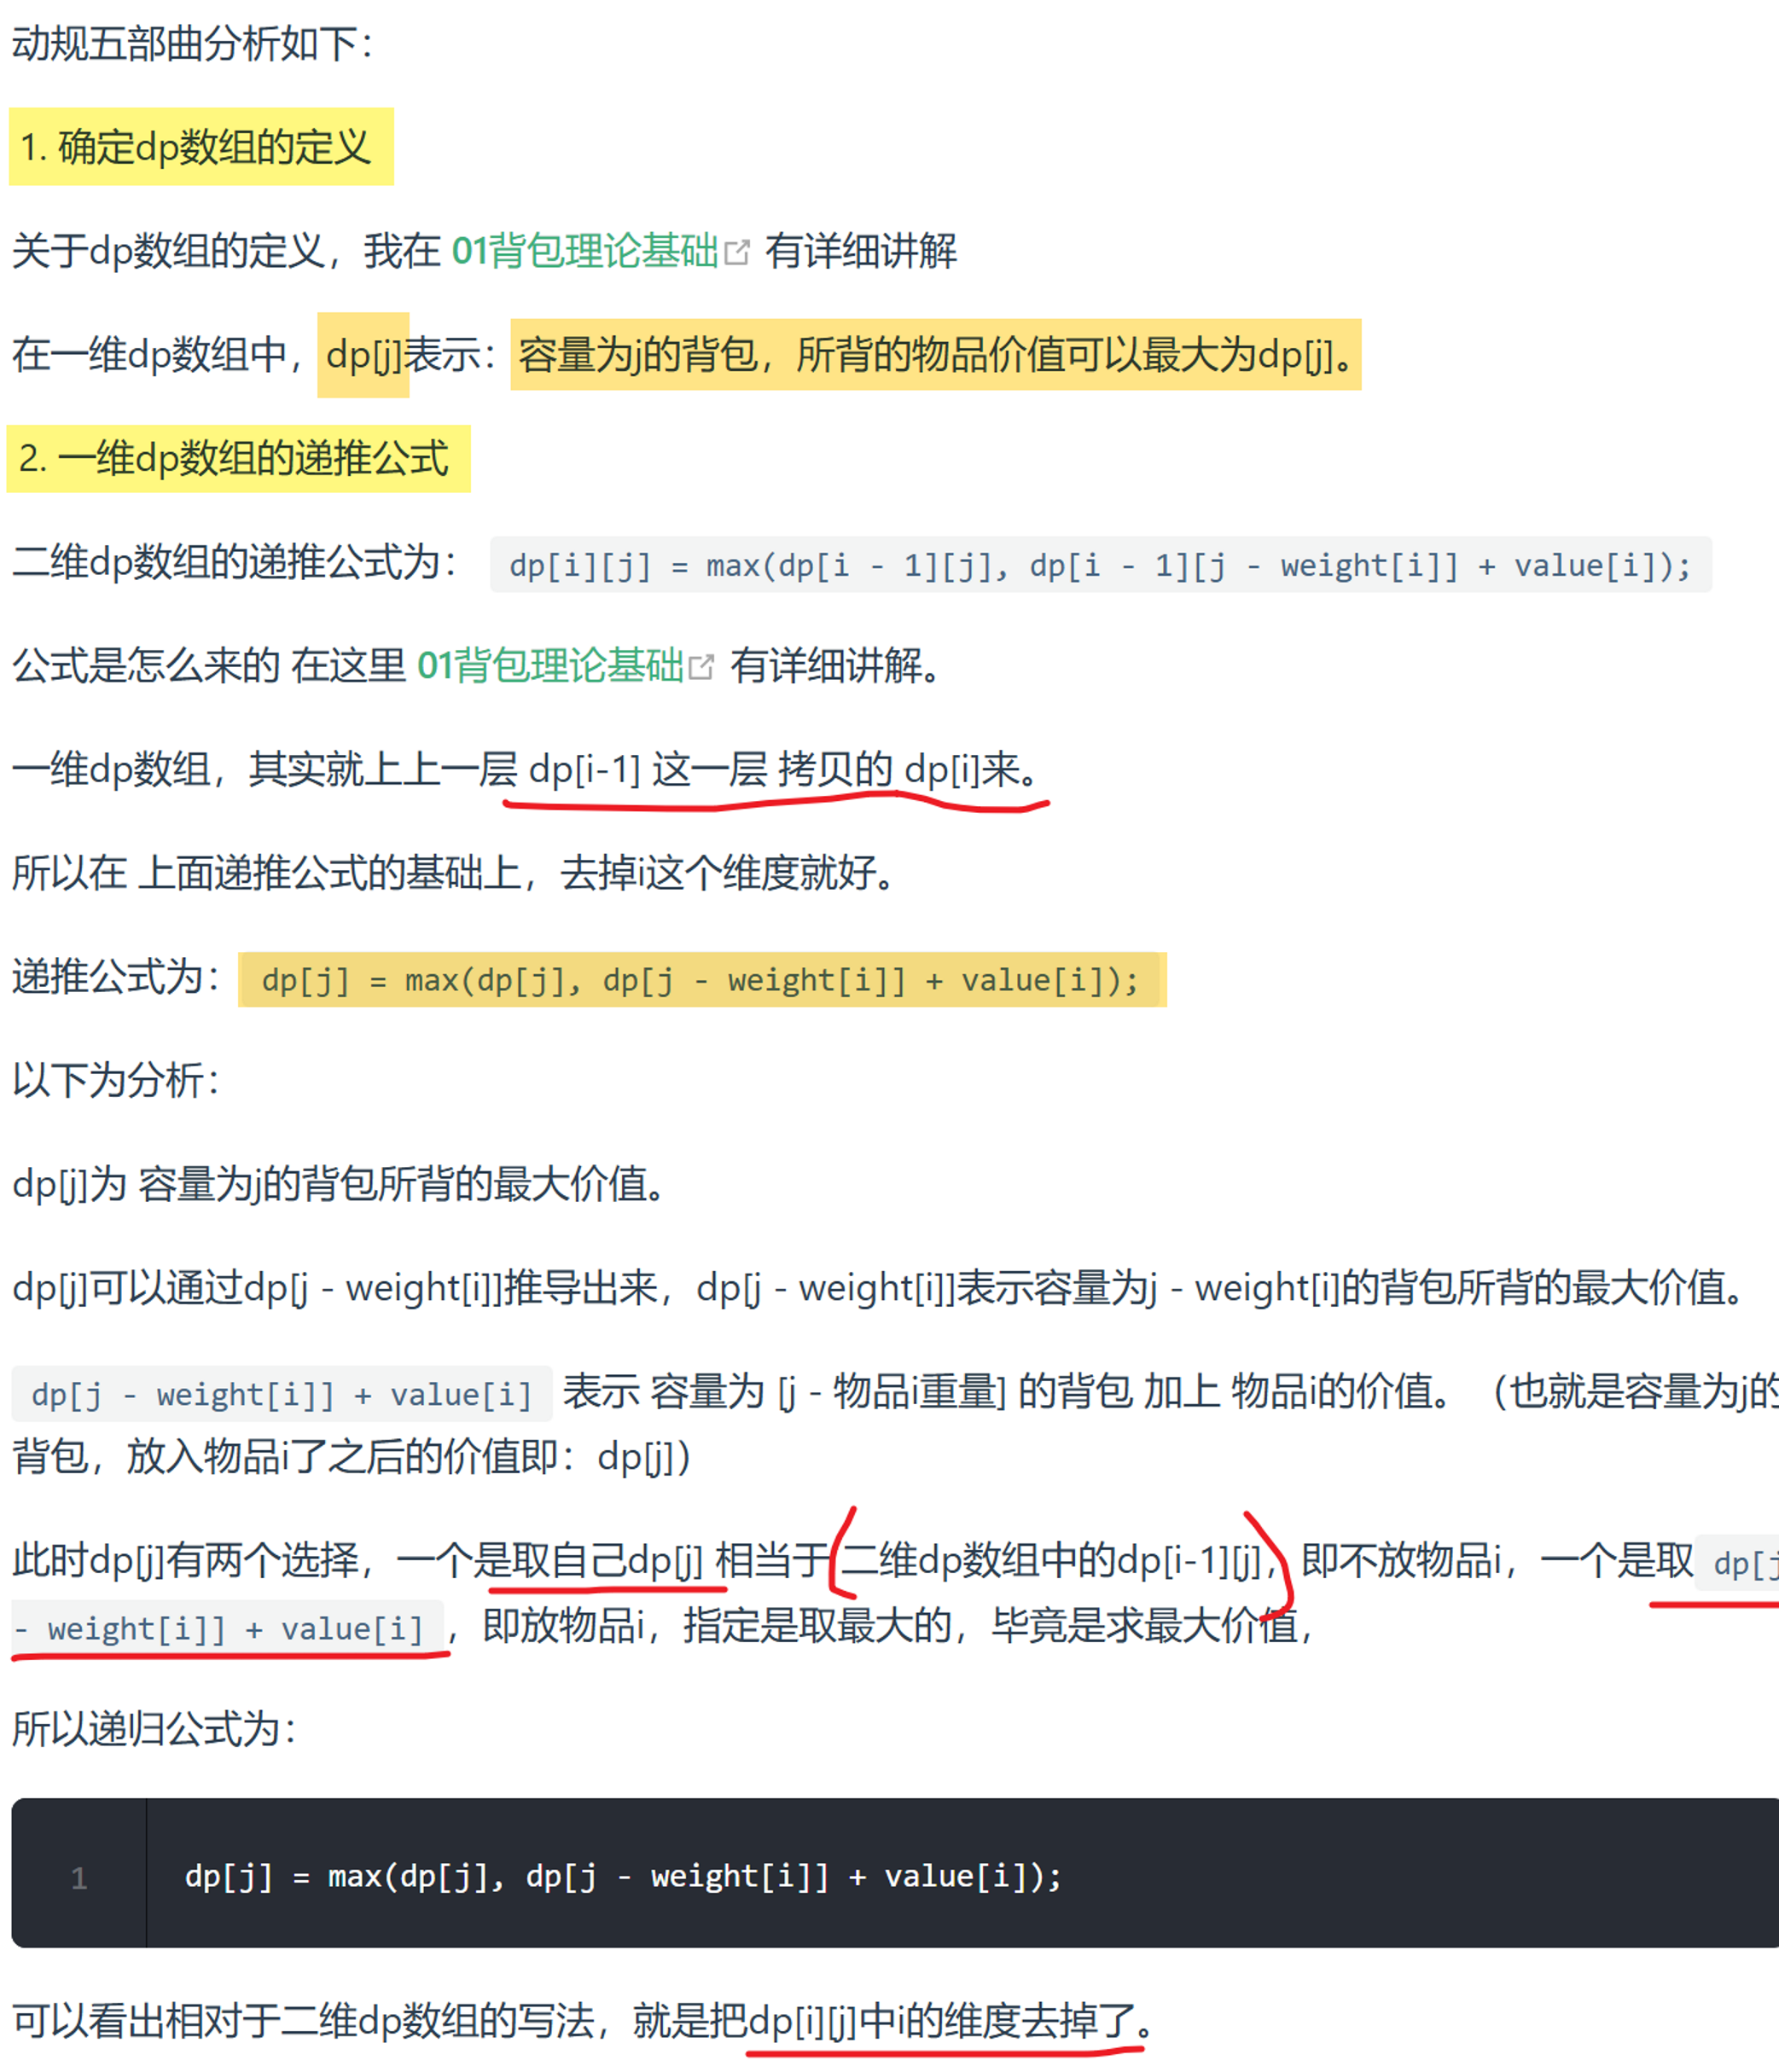 动规五部曲分析如下：
1. 确定dp数组的定义
关于dp数组的定义，我在 01背包理论基础 有详细讲解
在一维dp数组中，dp[j]表示：容量为j的背包，所背的物品价值可以最大为dp[j]。
2. 一维dp数组的递推公式
二维dp数组的递推公式为： dp[i][j] = max(dp[i - 1][j], dp[i - 1][j - weight[i]] + value[i]);
公式是怎么来的 在这里 01背包理论基础 有详细讲解。
一维dp数组，其实就上上一层 dp[i-1] 这一层 拷贝的 dp[i]来。
所以在 上面递推公式的基础上，去掉i这个维度就好。
递推公式为： dp[j] = max(dp[j], dp[j - weight[i]] + value[i]);
以下为分析：
dp[j]为 容量为j的背包所背的最大价值。
dp[j]可以通过dp[j - weight[i]]推导出来，dp[j - weight[i]]表示容量为j - weight[i]的背包所背的最大价值。
dp[j - weight[i]] + value[i] 表示 容量为 [j - 物品i重量] 的背包 加上 物品i的价值。（也就是容量为j的
背包，放入物品i了之后的价值即：dp[j]）
此时dp[j]有两个选择，一个是取自己dp[j] 相当于 二维dp数组中的dp[i-1][j]，即不放物品i，一个是取 dp[j
- weight[i]] + value[i] ，即放物品i，指定是取最大的，毕竟是求最大价值，
所以递归公式为：
1 dp[j] = max(dp[j], dp[j - weight[i]] + value[i]);
可以看出相对于二维dp数组的写法，就是把dp[i][j]中i的维度去掉了。